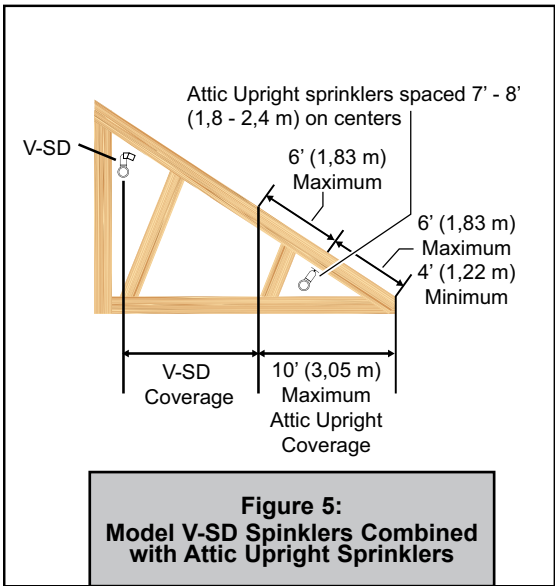 Attic Upright sprinklers spaced 7’ - 8’
(1,8 - 2,4 m) on centers
V-SD
6’ (1,83 m)
Maximum
6’ (1,83 m)
Maximum
4’ (1,22 m)
Minimum
V-SD
Coverage
10’ (3,05 m)
Maximum
Attic Upright
Coverage
Figure 5:
Model V-SD Spinklers Combined
with Attic Upright Sprinklers